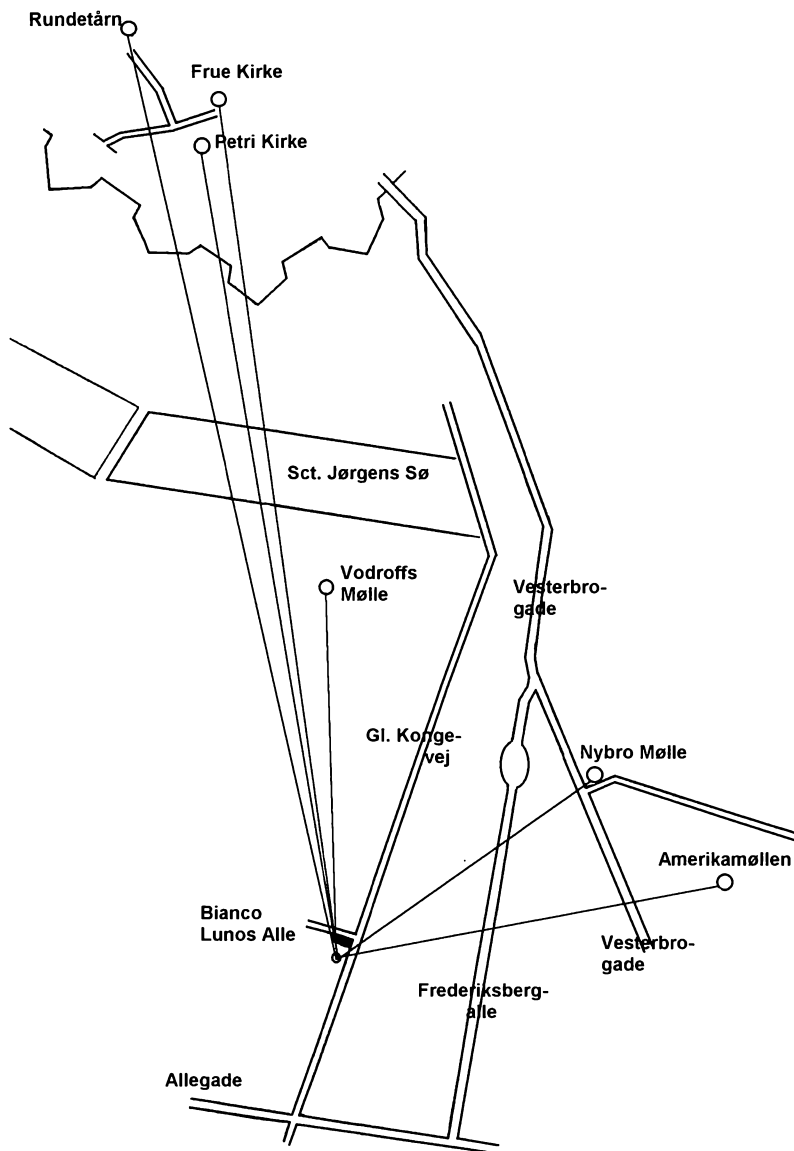 Rundetårn
Frue Kirke
Petri Kirke
Sct. Jørgens Sø
Vodroffs
Mølle
Vesterbro-
gade
Gl. Konge-
vej
Nybro Mølle
Amerikamøllen
Bianco
Lunos Alle
Vesterbro-
gade
Frederiksberg-
alle
Allegade